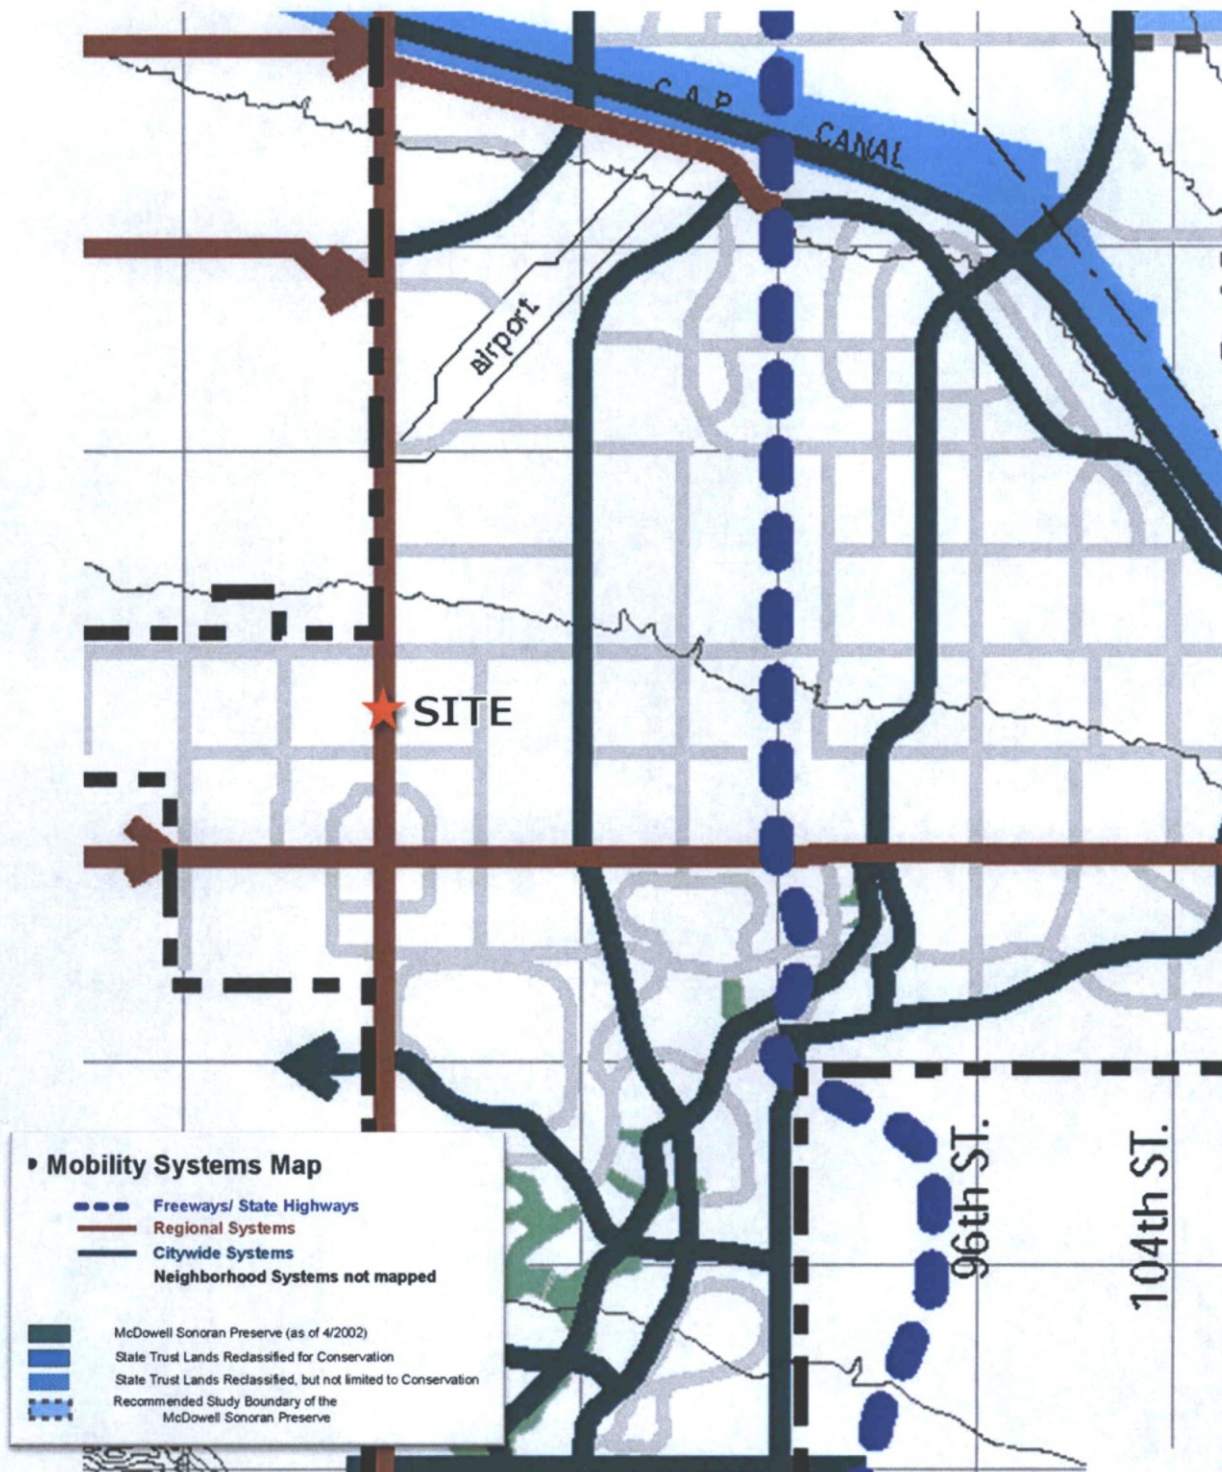 C.A.P.
CANAL
airport
SITE
96th ST.
104th ST.
Mobility Systems Map
Freeways/ State Highways
Regional Systems
Citywide Systems
Neighborhood Systems not mapped
McDowell Sonoran Preserve (as of 4/2002)
State Trust Lands Reclassified for Conservation
State Trust Lands Reclassified, but not limited to Conservation
Recommended Study Boundary of the
McDowell Sonoran Preserve